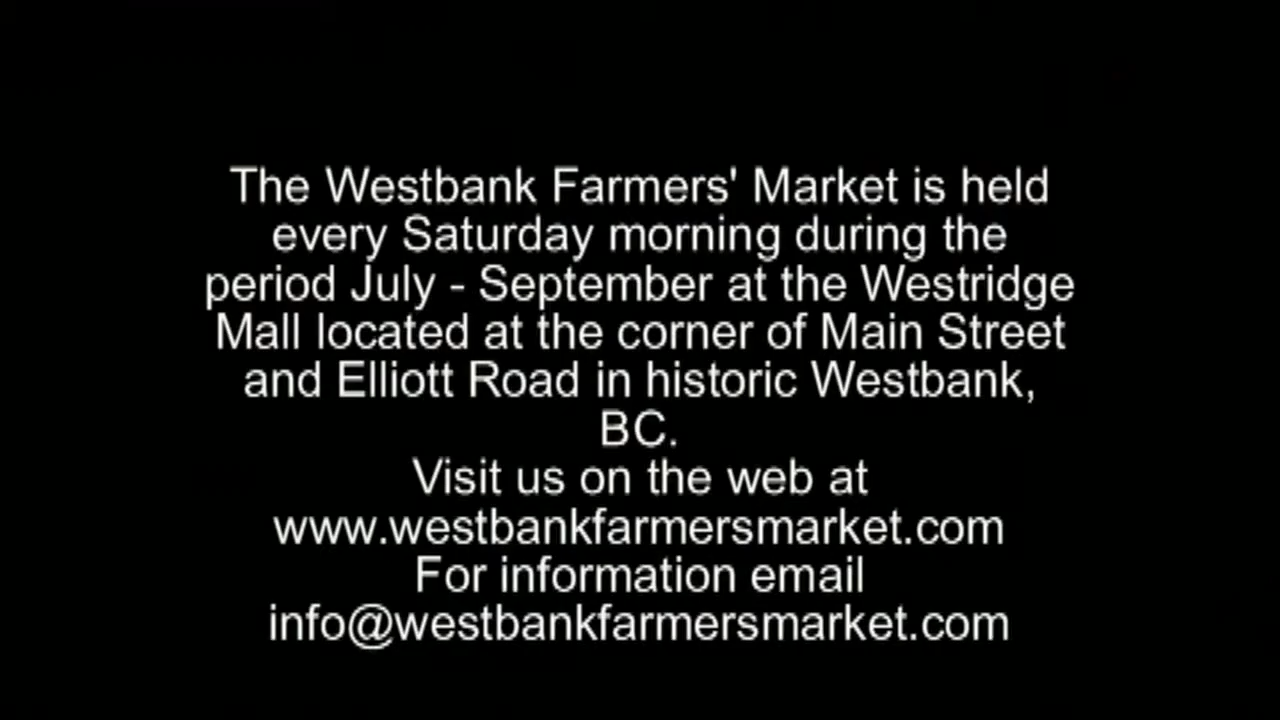 The Westbank Farmers' Market is held
every Saturday morning during the
period July - September at the Westridge
Mall located at the corner of Main Street
and Elliott Road in historic Westbank,
BC.
Visit us on the web at
www.westbankfarmersmarket.com
For information email
info@westbankfarmersmarket.com